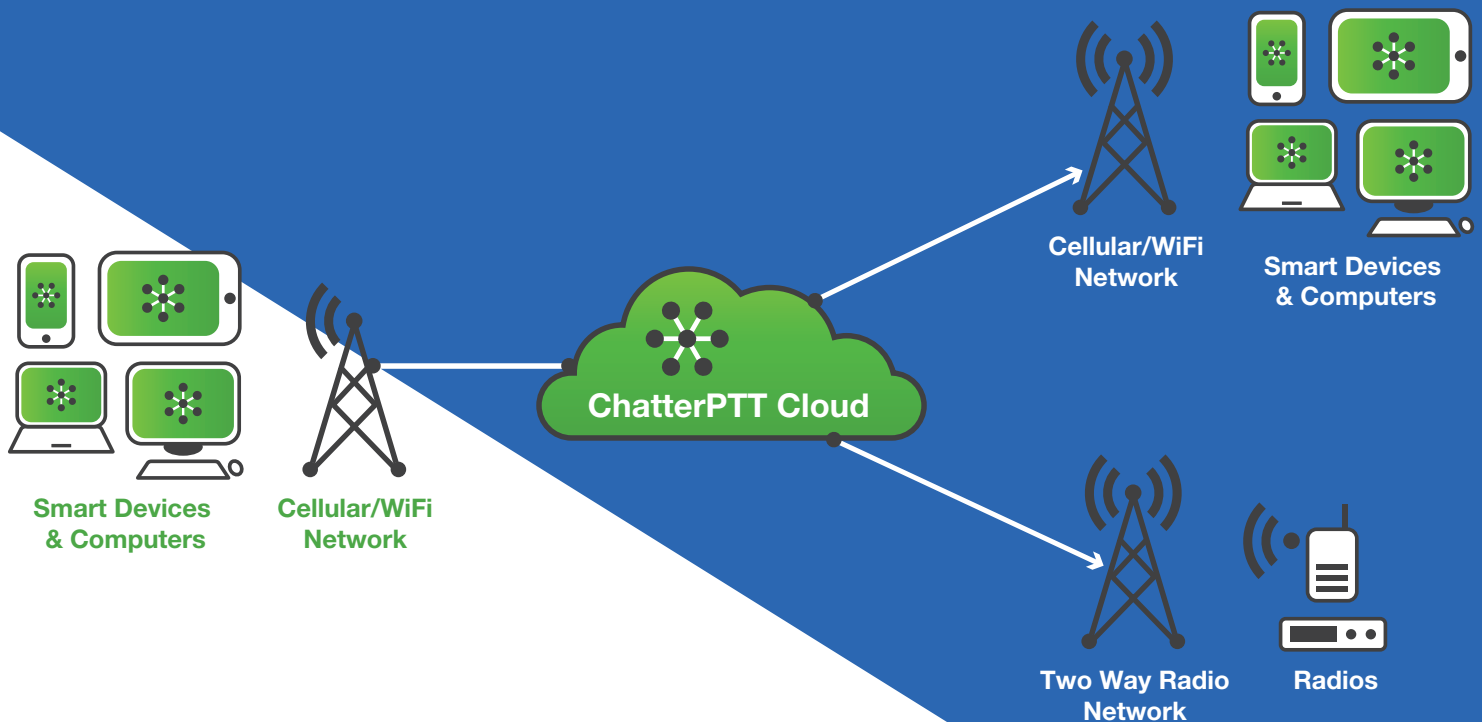 Smart Devices
& Computers
Cellular/WiFi
Network
ChatterPTT Cloud
Cellular/WiFi
Network
Smart Devices
& Computers
Two Way Radio
Network
Radios